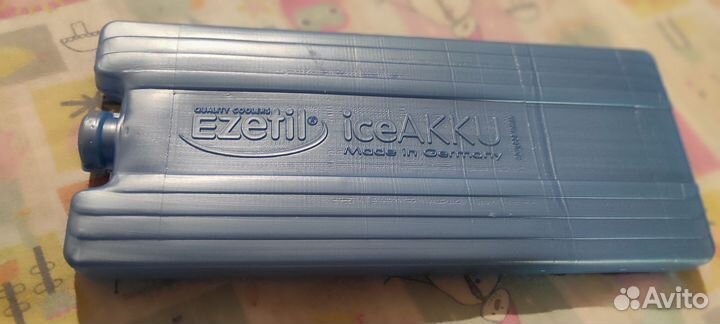 QUALITY COOLERS
EZetil® iceAKKU
Made in Germany
Avito